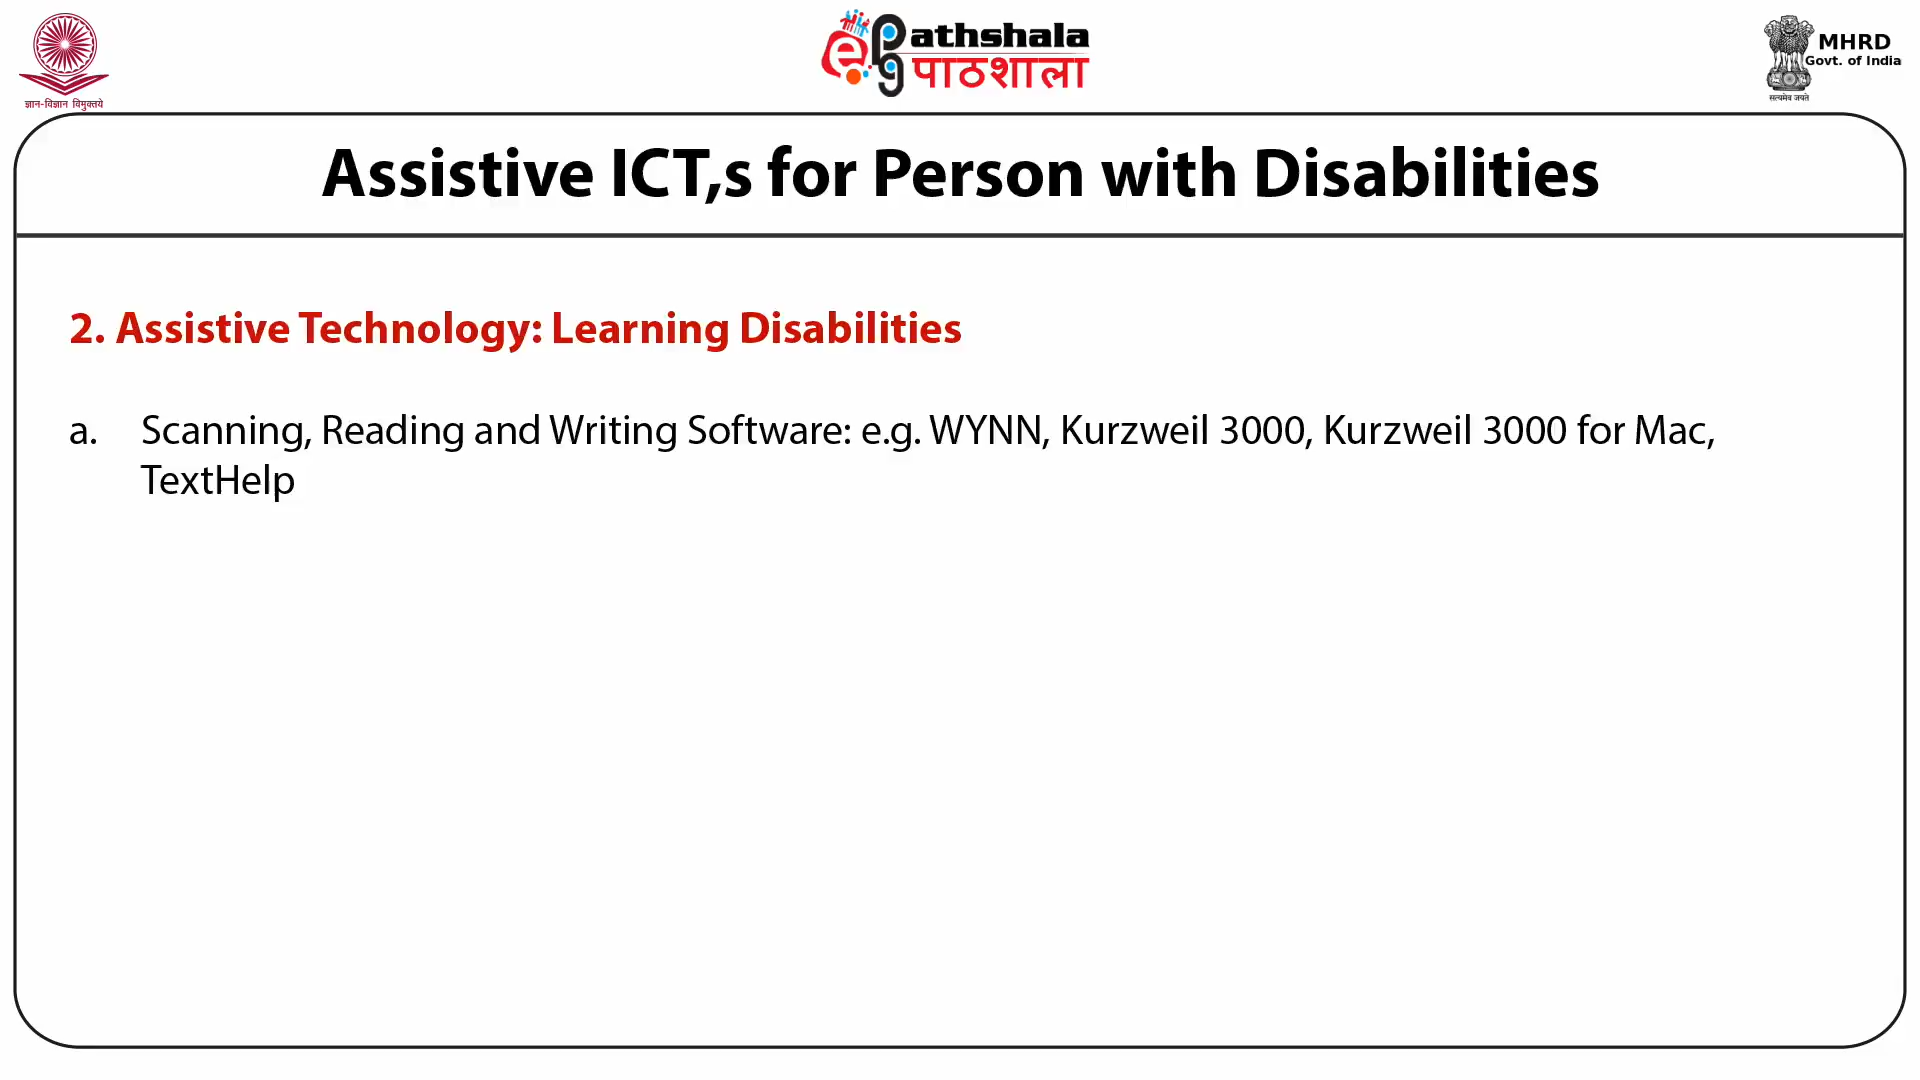 ज्ञान-विज्ञान विमुक्तये
ePathshala
पाठशाला
MHRD
Govt. of India
सत्यमेव जयते
Assistive ICT,s for Person with Disabilities
2. Assistive Technology: Learning Disabilities
a. Scanning, Reading and Writing Software: e.g. WYNN, Kurzweil 3000, Kurzweil 3000 for Mac,
TextHelp